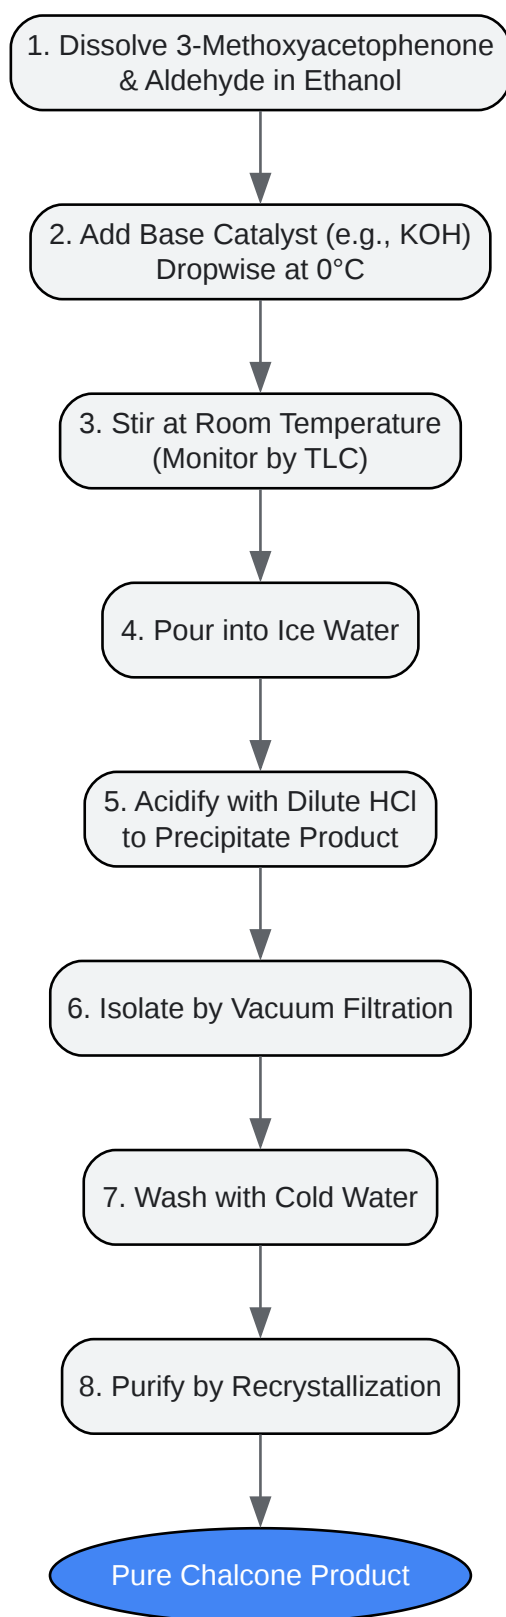 1. Dissolve 3-Methoxyacetophenone
& Aldehyde in Ethanol
2. Add Base Catalyst (e.g., KOH)
Dropwise at 0°C
3. Stir at Room Temperature
(Monitor by TLC)
4. Pour into Ice Water
5. Acidify with Dilute HCl
to Precipitate Product
6. Isolate by Vacuum Filtration
7. Wash with Cold Water
8. Purify by Recrystallization
Pure Chalcone Product